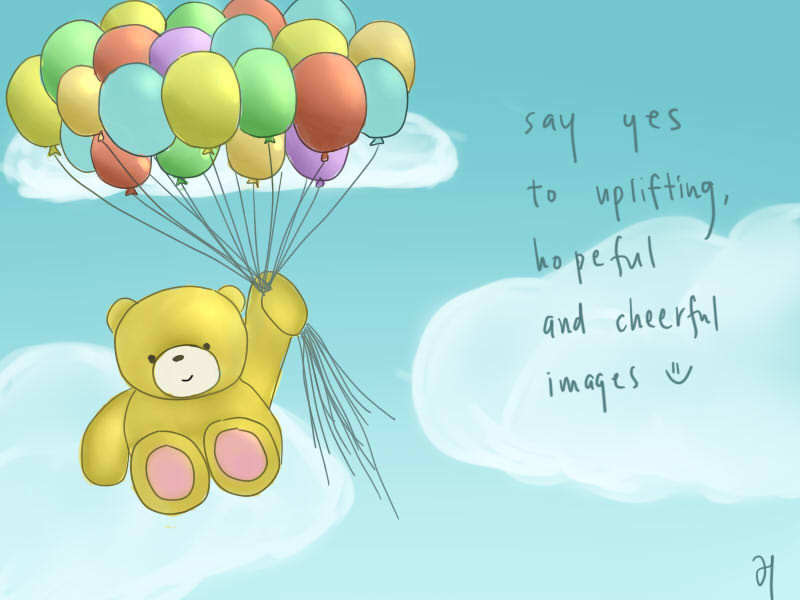 say yes
to uplifting,
hopeful
and cheerful
images